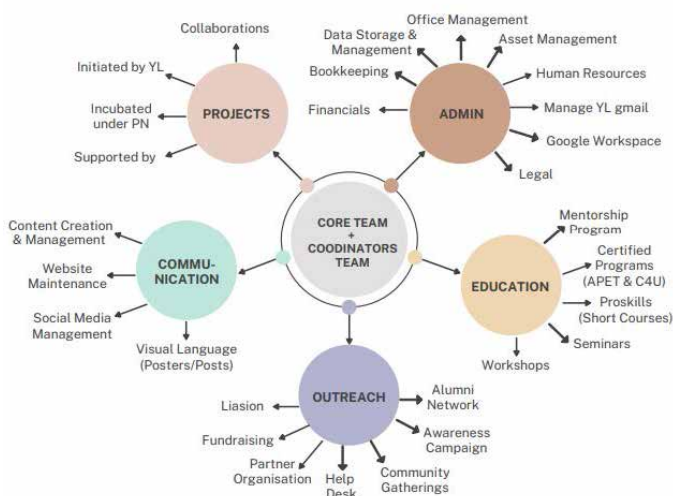 Collaborations
Initiated by YL
Incubated
under PN
Supported by
PROJECTS
Office Management
Data Storage &
Management
Asset Management
Bookkeeping
Human Resources
Financials
Manage YL gmail
Google Workspace
Legal
ADMIN
CORE TEAM
+
COODINATORS
TEAM
Content Creation
& Management
Website
Maintenance
Social Media
Management
Visual Language
(Posters/Posts)
COMMU-
NICATION
Mentorship
Program
Certified
Programs
(APET & C4U)
Proskills
(Short Courses)
Seminars
Workshops
EDUCATION
OUTREACH
Liasion
Fundraising
Partner
Organisation
Help
Desk
Community
Gatherings
Awareness
Campaign
Alumni
Network